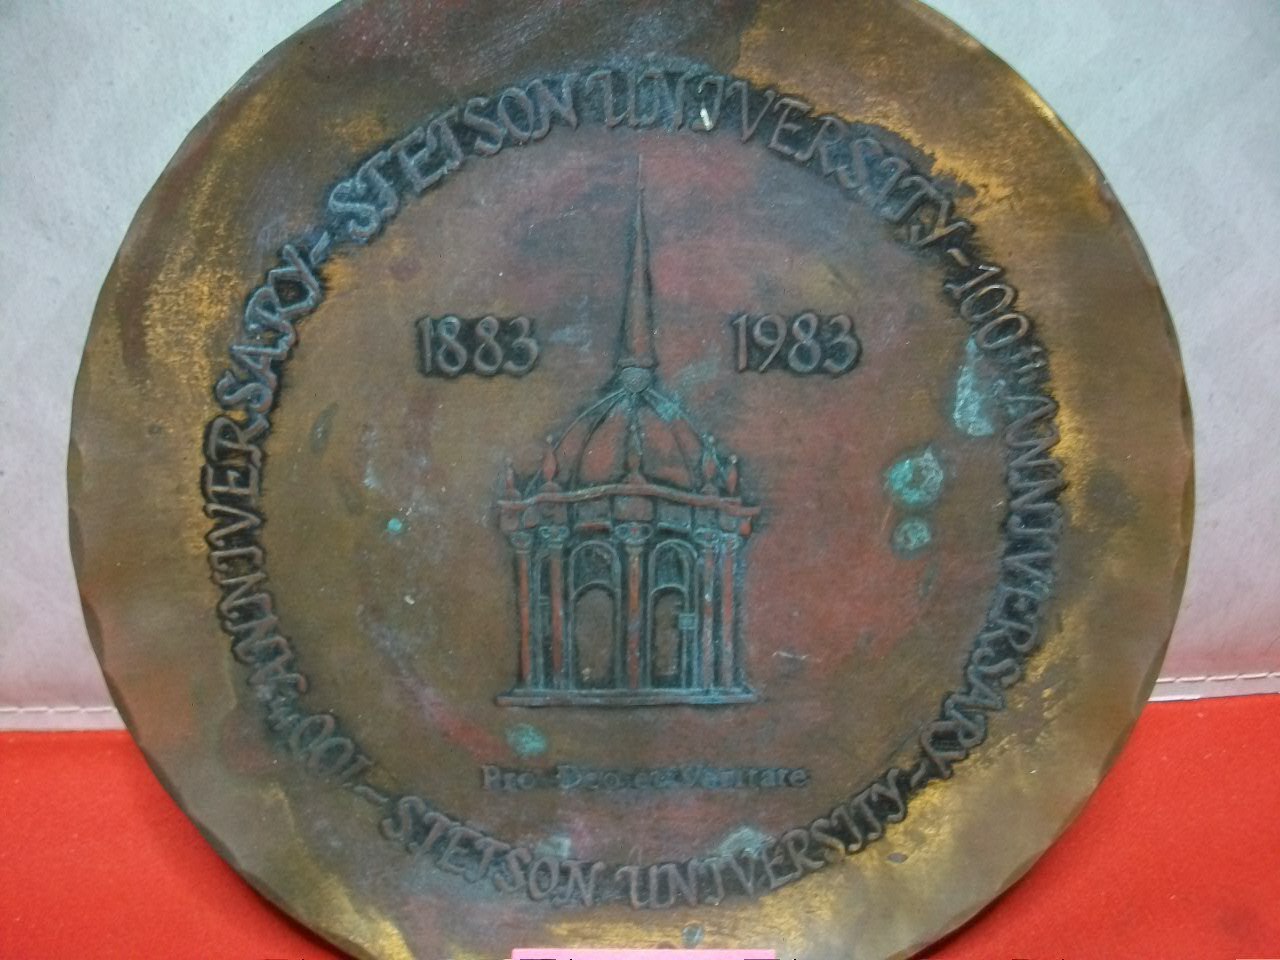 STETSON UNIVERSITY - 100th ANNIVERSARY - STETSON UNIVERSITY - 100th ANNIVERSARY -
1883 1983
Pro Deo et Veritate